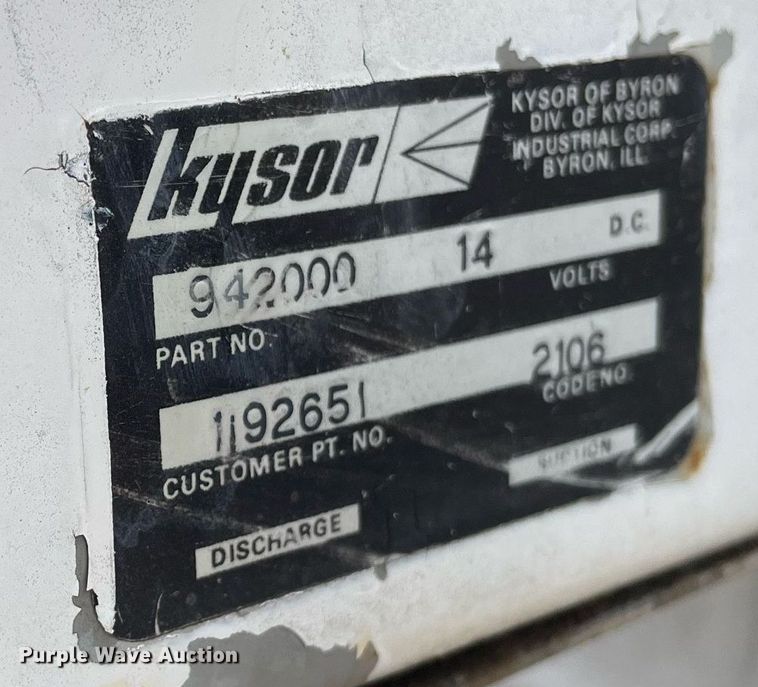 Kysor
KYSOR OF BYRON
DIV. OF KYSOR
INDUSTRIAL CORP.
BYRON, ILL.
942000 14 D.C.
PART NO. VOLTS
1192651 2106
CUSTOMER PT. NO. CODE NO.
DISCHARGE SUCTION
Purple Wave Auction